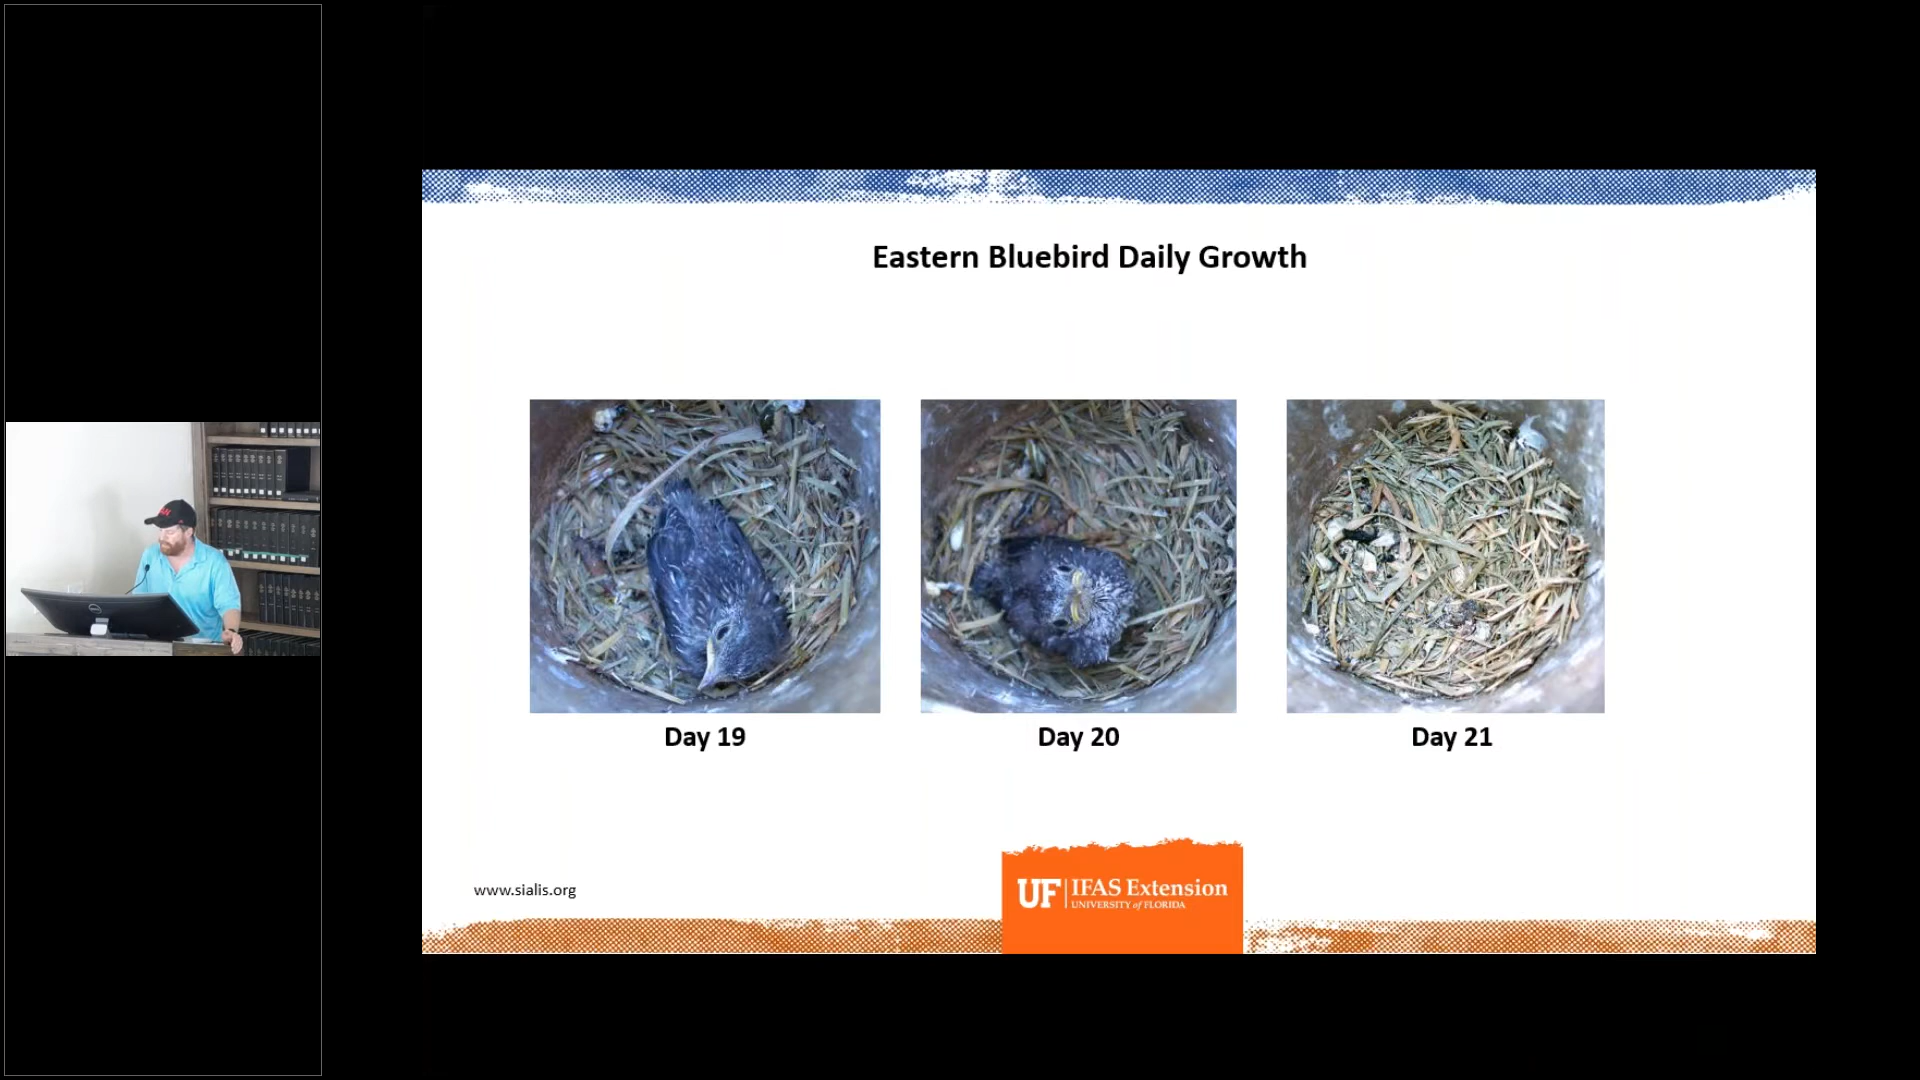 Eastern Bluebird Daily Growth
Day 19
Day 20
Day 21
www.sialis.org
UF | IFAS Extension
UNIVERSITY of FLORIDA